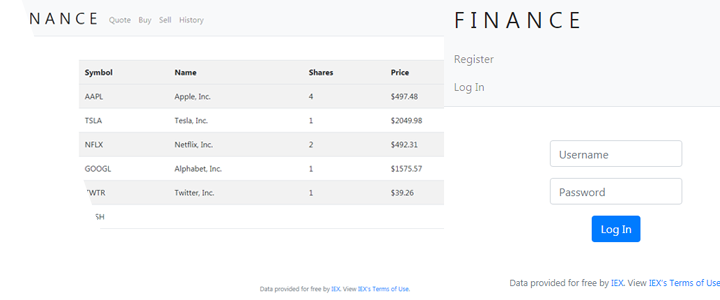 NANCE Quote Buy Sell History
Symbol Name Shares Price
AAPL Apple, Inc. 4 $497.48
TSLA Tesla, Inc. 1 $2049.98
NFLX Netflix, Inc. 2 $492.31
GOOGL Alphabet, Inc. 1 $1575.57
WTR Twitter, Inc. 1 $39.26
SH
Data provided for free by IEX. View IEX's Terms of Use.
FINANCE
Register
Log In
Username
Password
Log In
Data provided for free by IEX. View IEX's Terms of Use